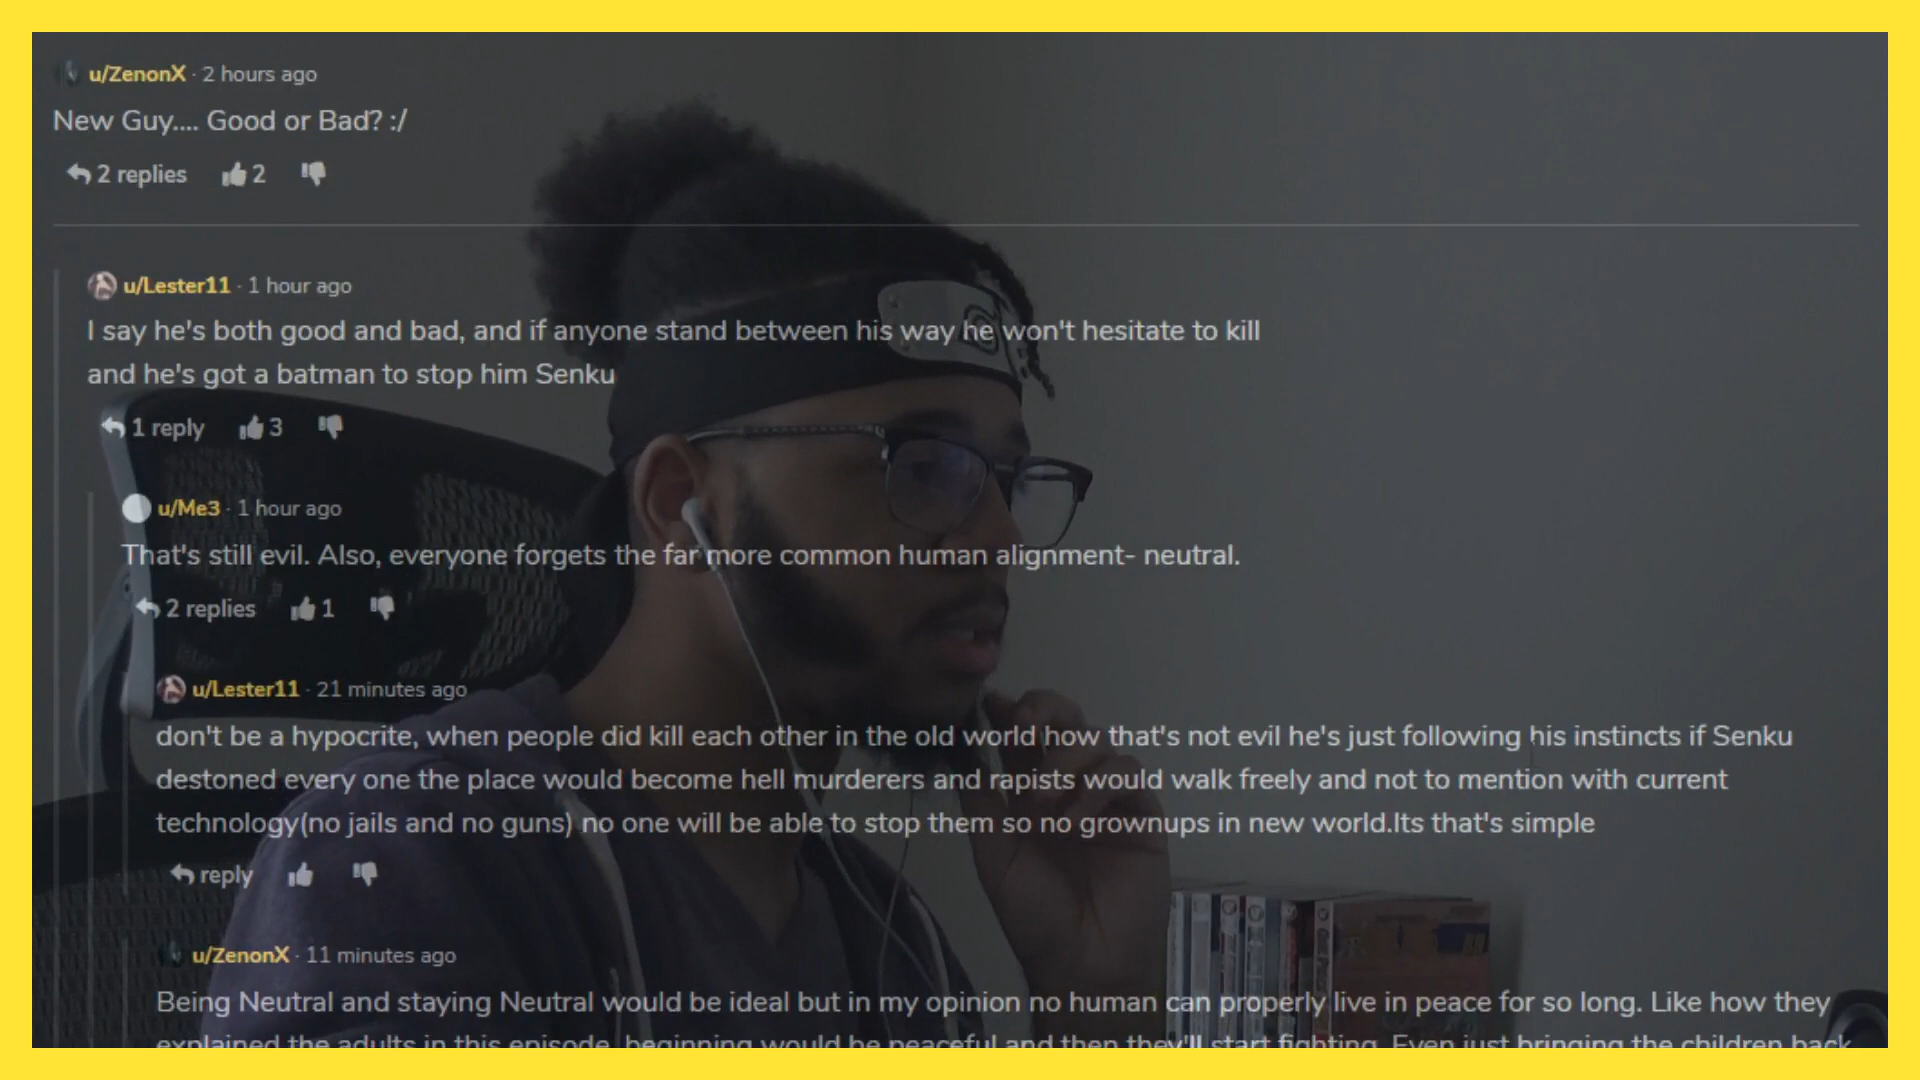 u/ZenonX · 2 hours ago
New Guy.... Good or Bad? :/
2 replies 2
u/Lester11 · 1 hour ago
I say he's both good and bad, and if anyone stand between his way he won't hesitate to kill
and he's got a batman to stop him Senku
1 reply 3
u/Me3 · 1 hour ago
That's still evil. Also, everyone forgets the far more common human alignment- neutral.
2 replies 1
u/Lester11 · 21 minutes ago
don't be a hypocrite, when people did kill each other in the old world how that's not evil he's just following his instincts if Senku
destoned every one the place would become hell murderers and rapists would walk freely and not to mention with current
technology(no jails and no guns) no one will be able to stop them so no grownups in new world.Its that's simple
reply
u/ZenonX · 11 minutes ago
Being Neutral and staying Neutral would be ideal but in my opinion no human can properly live in peace for so long. Like how they
explained the adults in this episode, beginning would be peaceful and then they'll start fighting. Even just bringing the children back